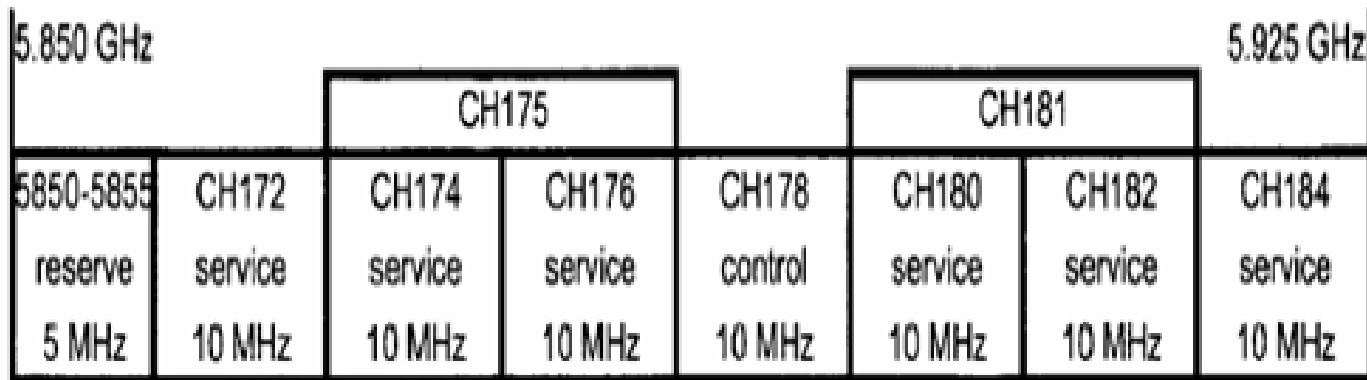 5.850 GHz 5.925 GHz
CH175 CH181
5850-5855 CH172 CH174 CH176 CH178 CH180 CH182 CH184
reserve service service service control service service service
5 MHz 10 MHz 10 MHz 10 MHz 10 MHz 10 MHz 10 MHz 10 MHz